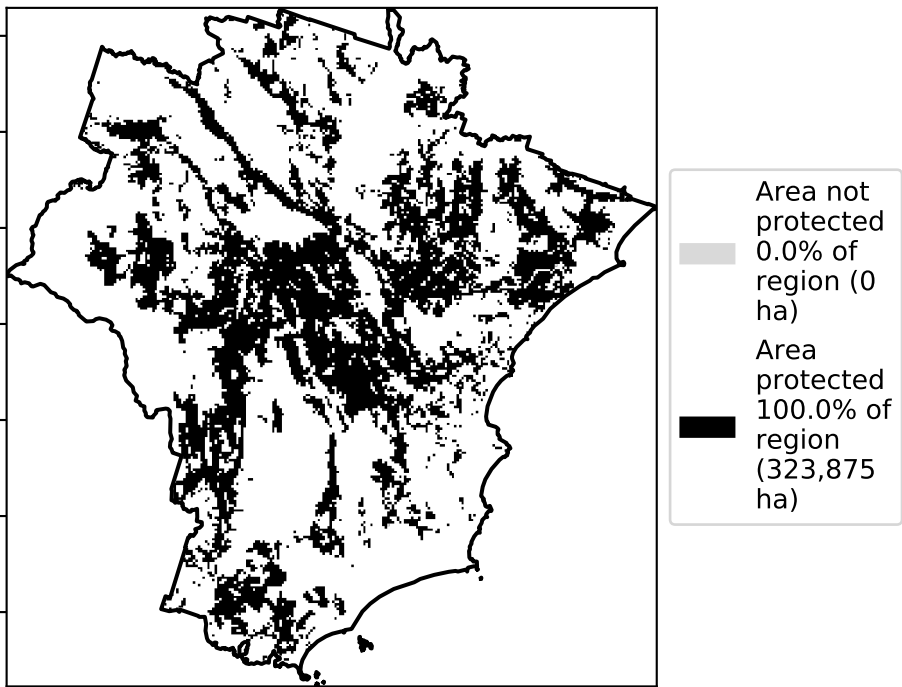 Area not
protected
0.0% of
region (0
ha)
Area
protected
100.0% of
region
(323,875
ha)